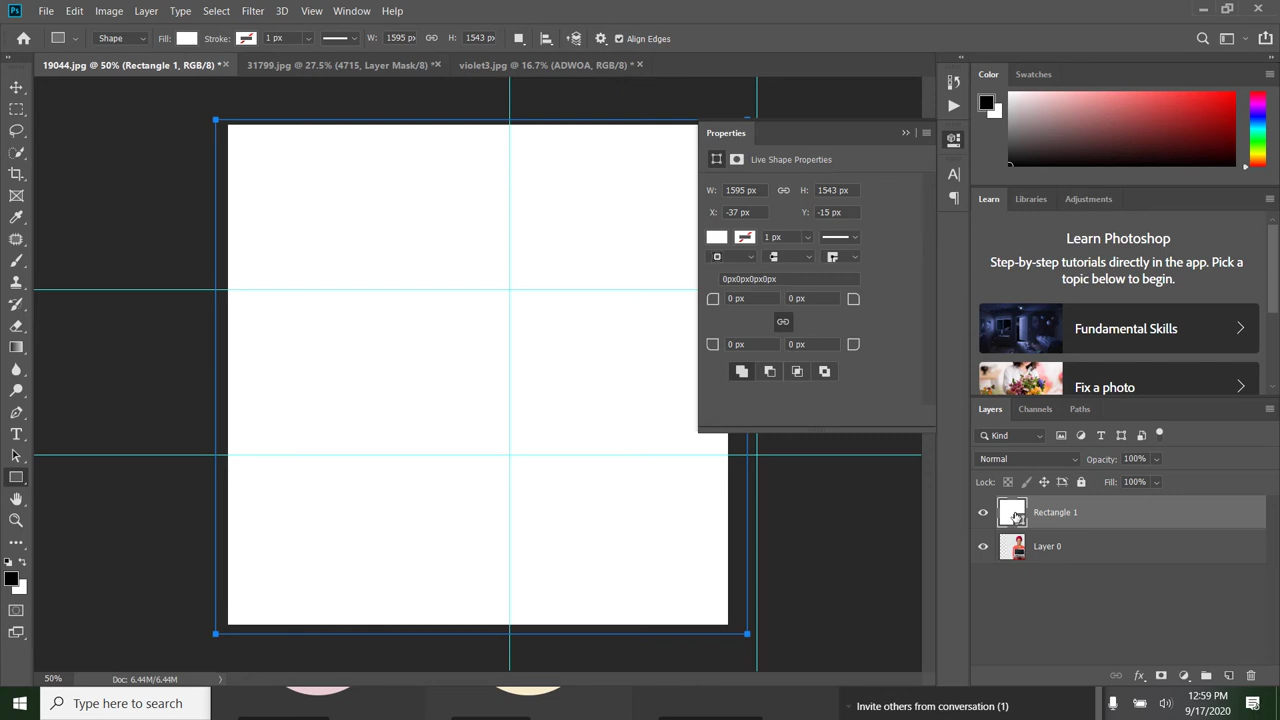 Ps File Edit Image Layer Type Select Filter 3D View Window Help
Shape Fill: Stroke: 1 px W: 1595 px H: 1543 px Align Edges
19044.jpg @ 50% (Rectangle 1, RGB/8) * × 31799.jpg @ 27.5% (4715, Layer Mask/8) * × violet3.jpg @ 16.7% (ADWOA, RGB/8) * ×
Properties
Live Shape Properties
W: 1595 px H: 1543 px
X: -37 px Y: -15 px
1 px
0px0px0px0px
0 px 0 px
0 px 0 px
Color Swatches
Learn Libraries Adjustments
Learn Photoshop
Step-by-step tutorials directly in the app. Pick a
topic below to begin.
Fundamental Skills
Fix a photo
Layers Channels Paths
Kind
Normal Opacity: 100%
Lock: Fill: 100%
Rectangle 1
Layer 0
50% Doc: 6.44M/6.44M
Type here to search
Invite others from conversation (1)
12:59 PM
9/17/2020